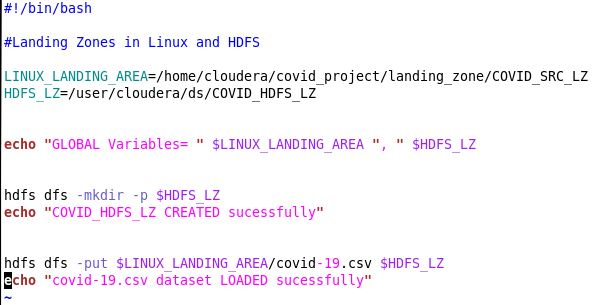 #!/bin/bash
#Landing Zones in Linux and HDFS
LINUX_LANDING_AREA=/home/cloudera/covid_project/landing_zone/COVID_SRC_LZ
HDFS_LZ=/user/cloudera/ds/COVID_HDFS_LZ
echo "GLOBAL Variables= " $LINUX_LANDING_AREA ", " $HDFS_LZ
hdfs dfs -mkdir -p $HDFS_LZ
echo "COVID_HDFS_LZ CREATED sucessfully"
hdfs dfs -put $LINUX_LANDING_AREA/covid-19.csv $HDFS_LZ
echo "covid-19.csv dataset LOADED sucessfully"
~